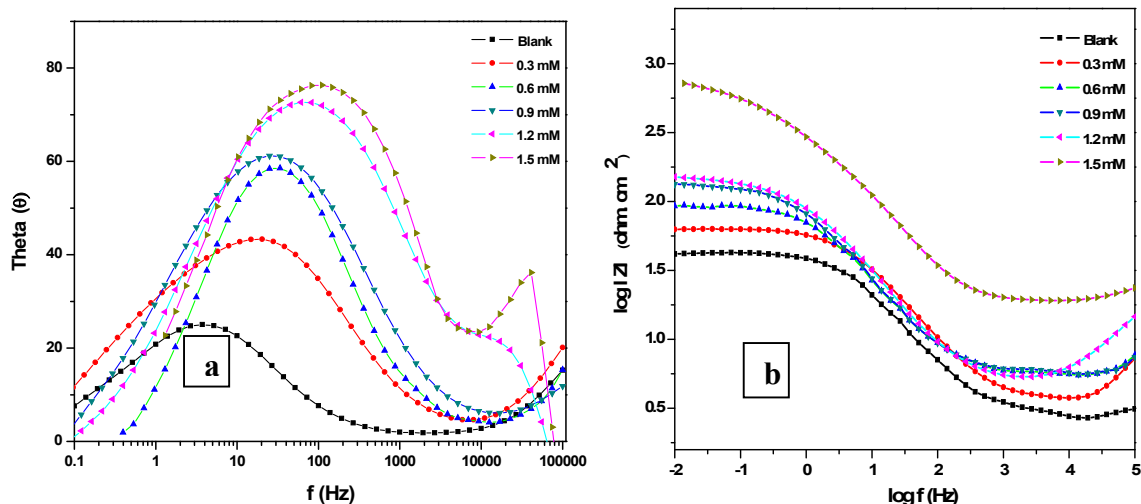 Blank
0.3 mM
0.6 mM
0.9 mM
1.2 mM
1.5 mM
80
60
40
20
0
Theta (θ)
a
0.1
1
10
100
1000
10000
100000
f (Hz)
Blank
0.3 mM
0.6 mM
0.9 mM
1.2 mM
1.5 mM
3.0
2.5
2.0
1.5
1.0
0.5
log IZI (ohm cm 2)
b
-2
-1
0
1
2
3
4
5
log f (Hz)